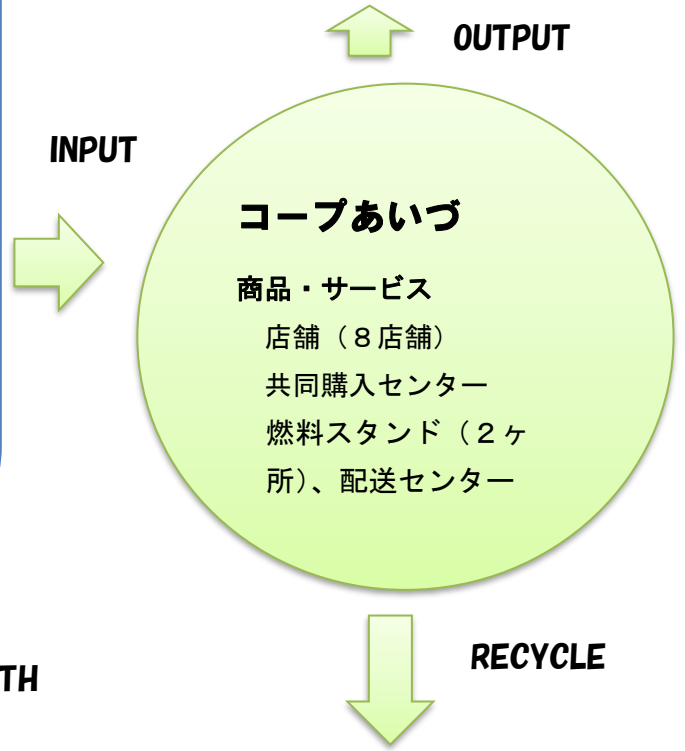 OUTPUT
INPUT
コープあいづ
商品・サービス
店舗（８店舗）
共同購入センター
燃料スタンド（２ヶ
所）、配送センター
RECYCLE
TH